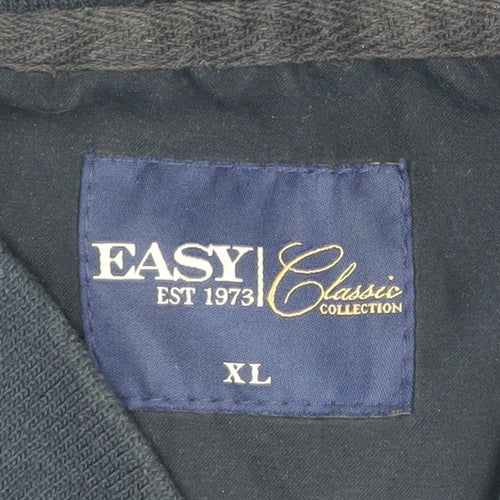 EASY
EST 1973
Classic
COLLECTION
XL